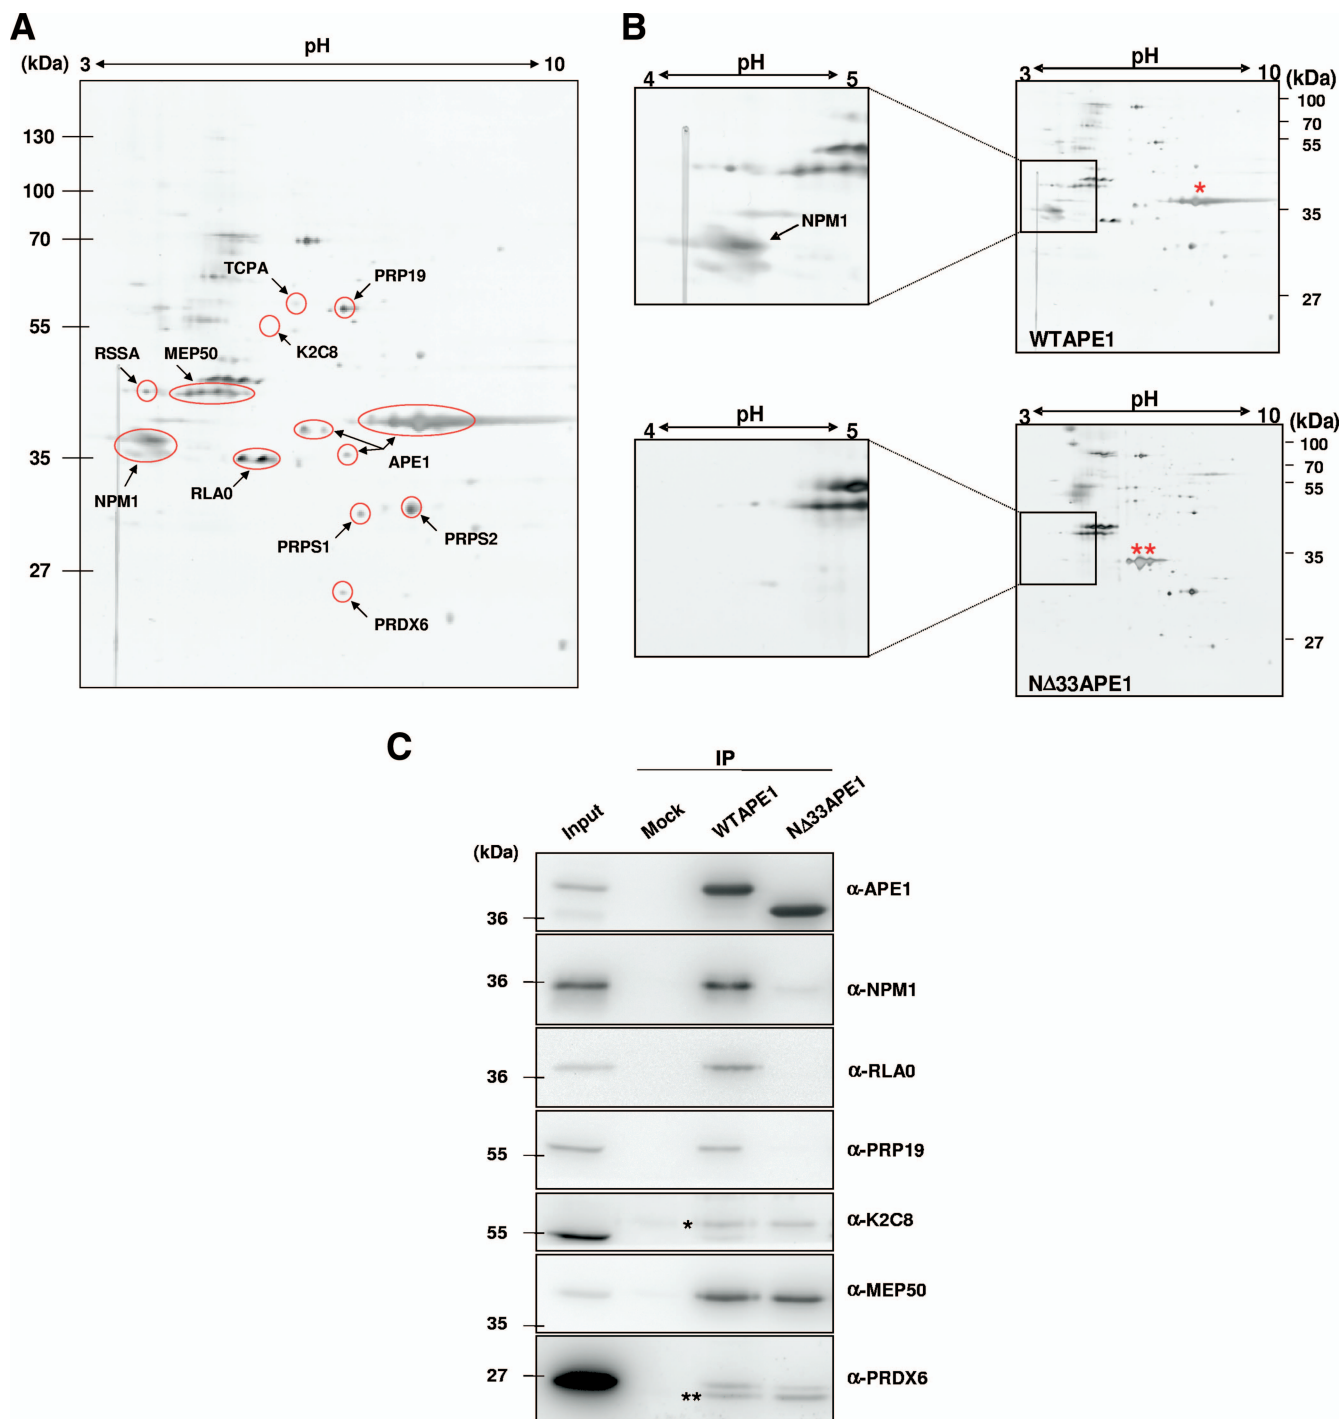 A
pH
(kDa) 3 10
130
100
70
55
35
27
TCPA
PRP19
K2C8
RSSA MEP50
APE1
NPM1
RLA0
PRPS1
PRPS2
PRDX6
B
pH
4 5
NPM1
pH
3 10 (kDa)
100
70
55
35
27
*
WTAPE1
pH
4 5
pH
3 10 (kDa)
100
70
55
35
27
**
NΔ33APE1
C
IP
Input Mock WTAPE1 NΔ33APE1
(kDa)
36 α-APE1
36 α-NPM1
36 α-RLA0
55 α-PRP19
55 * α-K2C8
35 α-MEP50
27 ** α-PRDX6